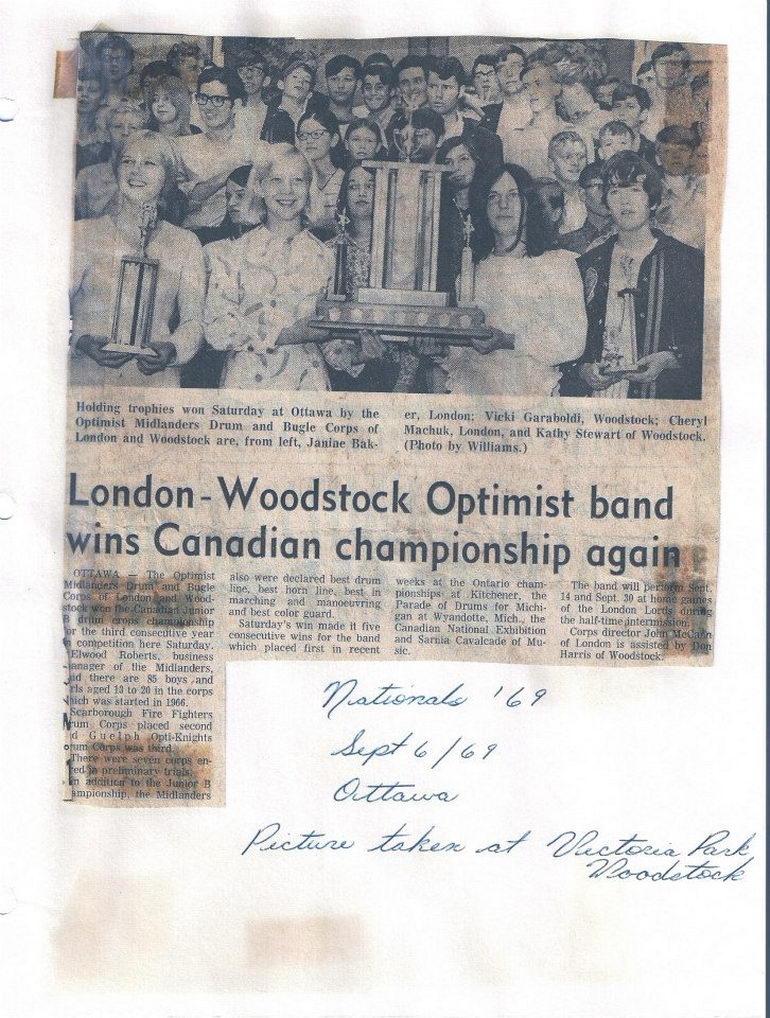 Holding trophies won Saturday at Ottawa by the
Optimist Midlanders Drum and Bugle Corps of
London and Woodstock are, from left, Janine Bak-
er, London; Vicki Garaboldi, Woodstock; Cheryl
Machuk, London, and Kathy Stewart of Woodstock.
(Photo by Williams.)
London-Woodstock Optimist band
wins Canadian championship again
OTTAWA — The Optimist
Midlanders Drum and Bugle
Corps of London and Wood-
stock won the Canadian Junior
B drum corps championship
for the third consecutive year
in competition here Saturday.
Elwood Roberts, business
anager of the Midlanders,
id there are 85 boys and
rls aged 13 to 20 in the corps
hich was started in 1966.
Scarborough Fire Fighters
rum Corps placed second
d Guelph Opti-Knights
um Corps was third.
There were seven corps en-
red in preliminary trials.
In addition to the Junior B
ampionship, the Midlanders
also were declared best drum
line, best horn line, best in
marching and manoeuvring
and best color guard.
Saturday's win made it five
consecutive wins for the band
which placed first in recent
weeks at the Ontario cham-
pionships at Kitchener, the
Parade of Drums for Michi-
gan at Wyandotte, Mich., the
Canadian National Exhibition
and Sarnia Cavalcade of Mu-
sic.
The band will perform Sept.
14 and Sept. 30 at home games
of the London Lords during
the half-time intermission.
Corps director John McCann
of London is assisted by Don
Harris of Woodstock.
Nationals '69
Sept 6/69
Ottawa
Picture taken at Victoria Park
Woodstock